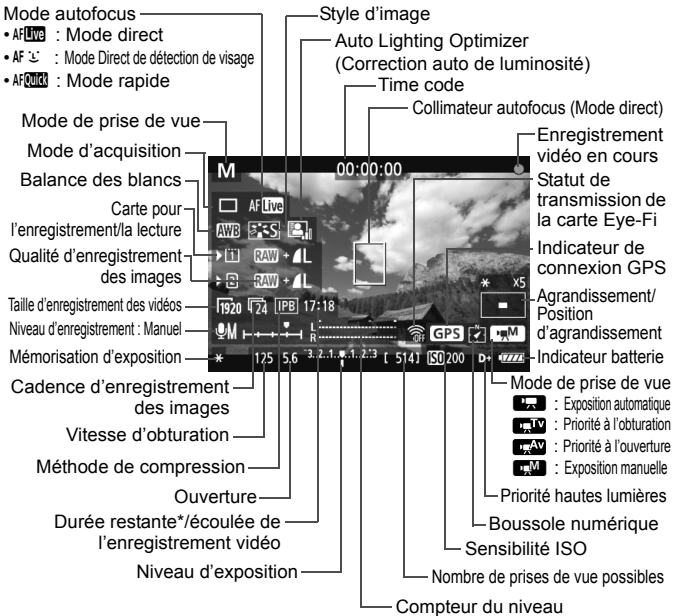 Mode autofocus
• AF Live : Mode direct
• AF : Mode Direct de détection de visage
• AF Quick : Mode rapide
Style d'image
Auto Lighting Optimizer
(Correction auto de luminosité)
Time code
Collimateur autofocus (Mode direct)
Mode de prise de vue
Mode d'acquisition
Balance des blancs
Carte pour
l'enregistrement/la lecture
Qualité d'enregistrement
des images
Taille d'enregistrement des vidéos
Niveau d'enregistrement : Manuel
Mémorisation d'exposition
Cadence d'enregistrement
des images
Vitesse d'obturation
Méthode de compression
Ouverture
Durée restante*/écoulée de
l'enregistrement vidéo
Niveau d'exposition
M 00:00:00
AF Live
AWB S
1 RAW + L
2 RAW + L
* x5
1920 24 IPB 17:18
M L R OFF GPS N M
* 125 5.6 -3..2..1..▼..1..2..:3 [ 514] ISO 200 D+
Enregistrement
vidéo en cours
Statut de
transmission de
la carte Eye-Fi
Indicateur de
connexion GPS
Agrandissement/
Position
d'agrandissement
Indicateur batterie
Mode de prise de vue
: Exposition automatique
Tv : Priorité à l'obturation
Av : Priorité à l'ouverture
M : Exposition manuelle
Priorité hautes lumières
Boussole numérique
Sensibilité ISO
Nombre de prises de vue possibles
Compteur du niveau